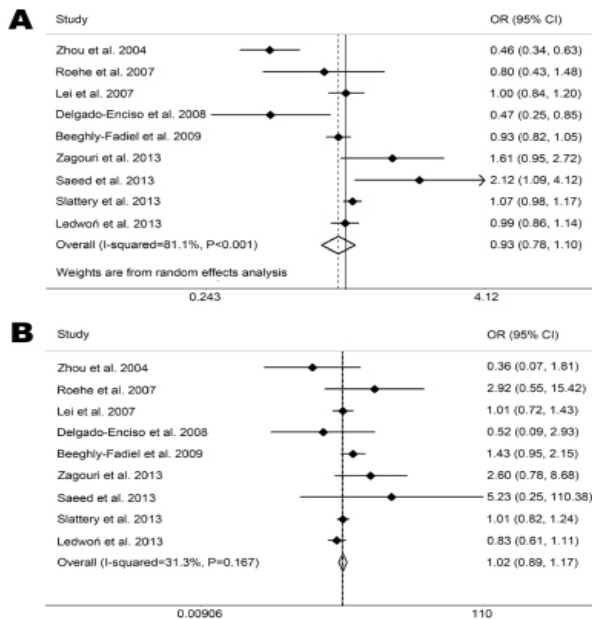 A
Study OR (95% CI)
Zhou et al. 2004 0.46 (0.34, 0.63)
Roehe et al. 2007 0.80 (0.43, 1.48)
Lei et al. 2007 1.00 (0.84, 1.20)
Delgado-Enciso et al. 2008 0.47 (0.25, 0.85)
Beeghly-Fadiel et al. 2009 0.93 (0.82, 1.05)
Zagouri et al. 2013 1.61 (0.95, 2.72)
Saeed et al. 2013 2.12 (1.09, 4.12)
Slattery et al. 2013 1.07 (0.98, 1.17)
Ledwoń et al. 2013 0.99 (0.86, 1.14)
Overall (I-squared=81.1%, P<0.001) 0.93 (0.78, 1.10)
Weights are from random effects analysis
0.243 4.12
B
Study OR (95% CI)
Zhou et al. 2004 0.36 (0.07, 1.81)
Roehe et al. 2007 2.92 (0.55, 15.42)
Lei et al. 2007 1.01 (0.72, 1.43)
Delgado-Enciso et al. 2008 0.52 (0.09, 2.93)
Beeghly-Fadiel et al. 2009 1.43 (0.95, 2.15)
Zagouri et al. 2013 2.60 (0.78, 8.68)
Saeed et al. 2013 5.23 (0.25, 110.38)
Slattery et al. 2013 1.01 (0.82, 1.24)
Ledwoń et al. 2013 0.83 (0.61, 1.11)
Overall (I-squared=31.3%, P=0.167) 1.02 (0.89, 1.17)
0.00906 110